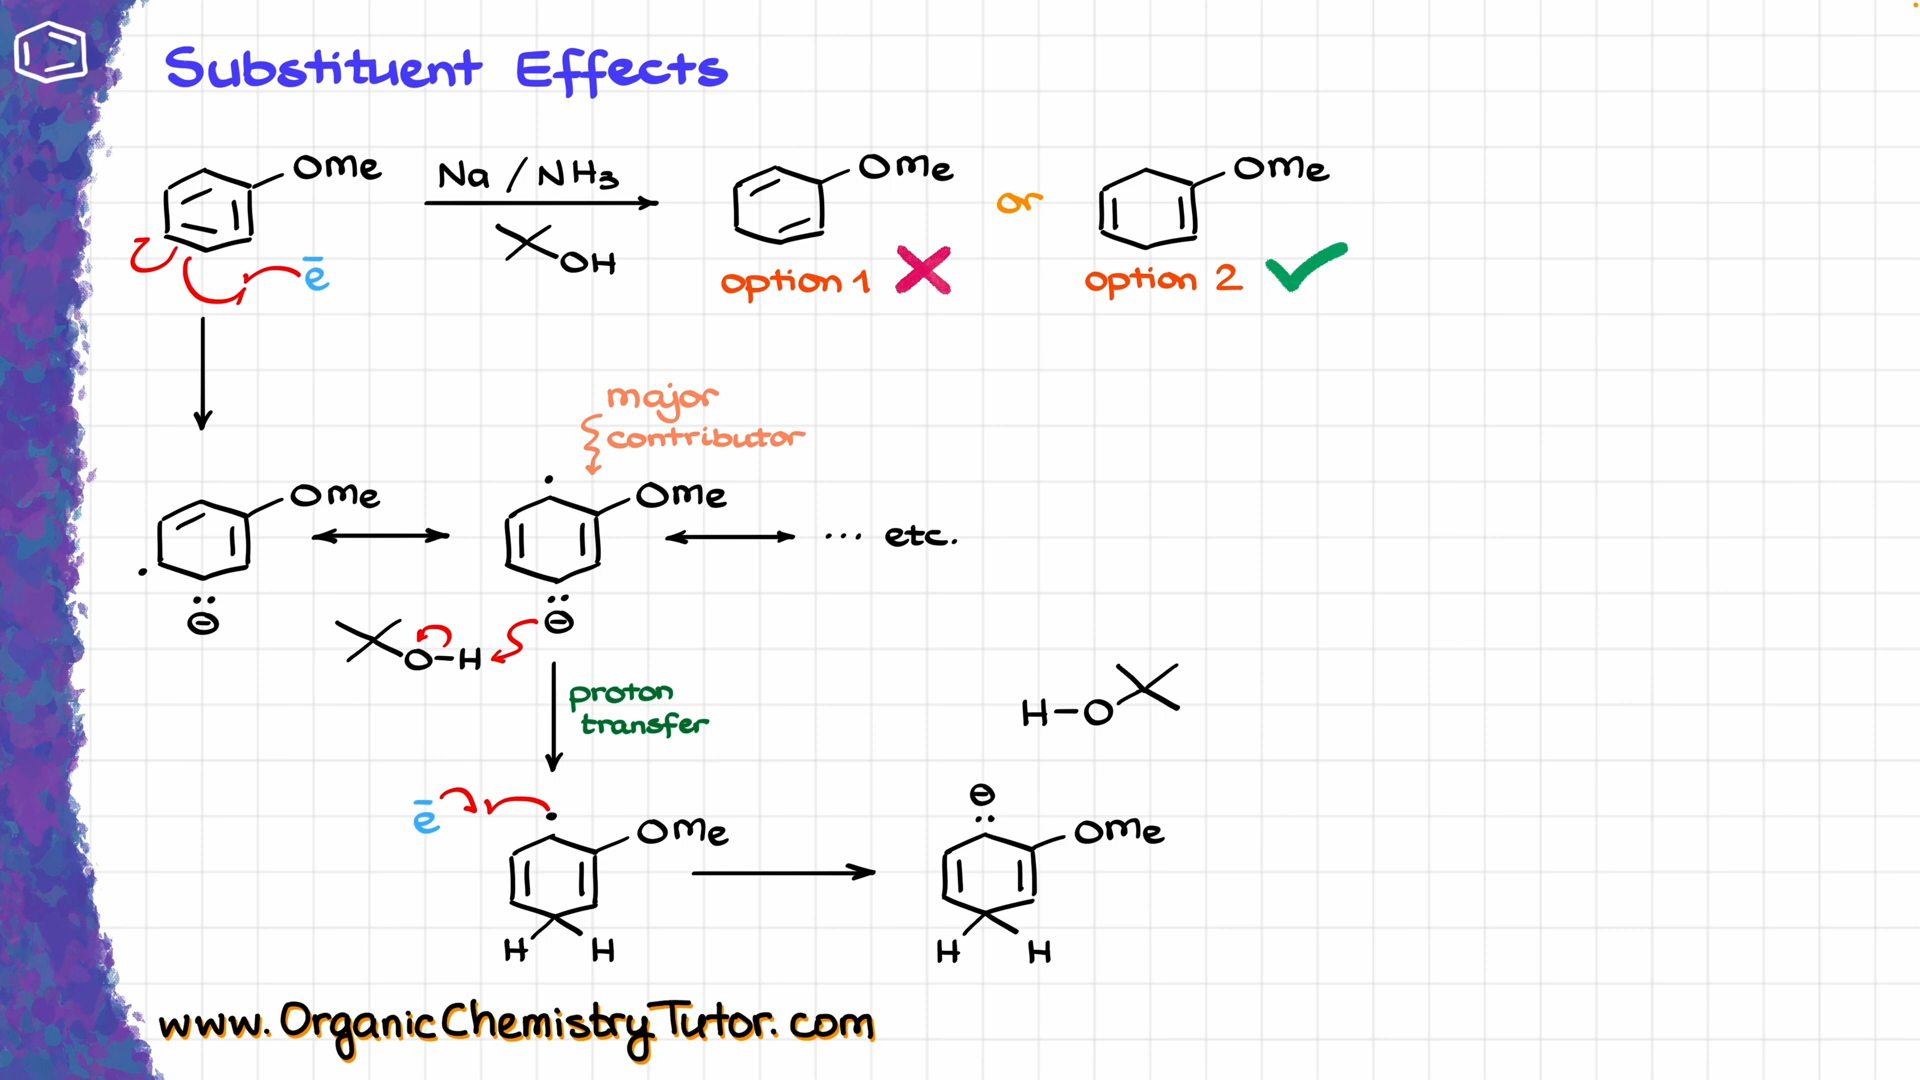 Substituent Effects
OMe
Na / NH₃
OH
OMe
or
OMe
ē
option 1
option 2
major
contributor
OMe
OMe
... etc.
⊖
⊖
O-H
proton
transfer
H-O
ē
OMe
⊖
OMe
H H
H H
www.OrganicChemistryTutor.com